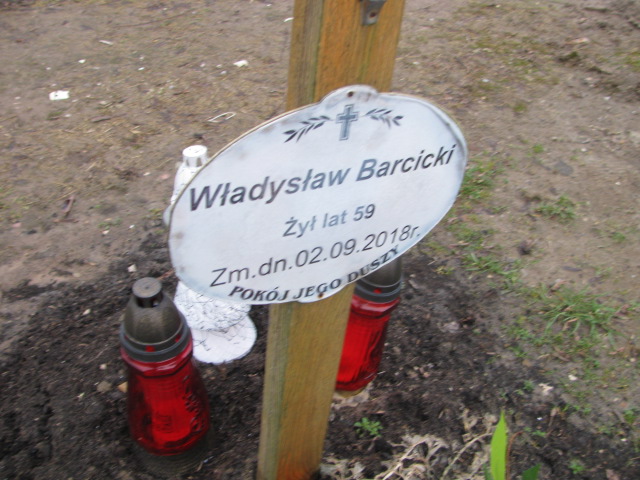 Władysław Barcicki
Żył lat 59
Zm.dn.02.09.2018r.
POKÓJ JEGO DUSZY